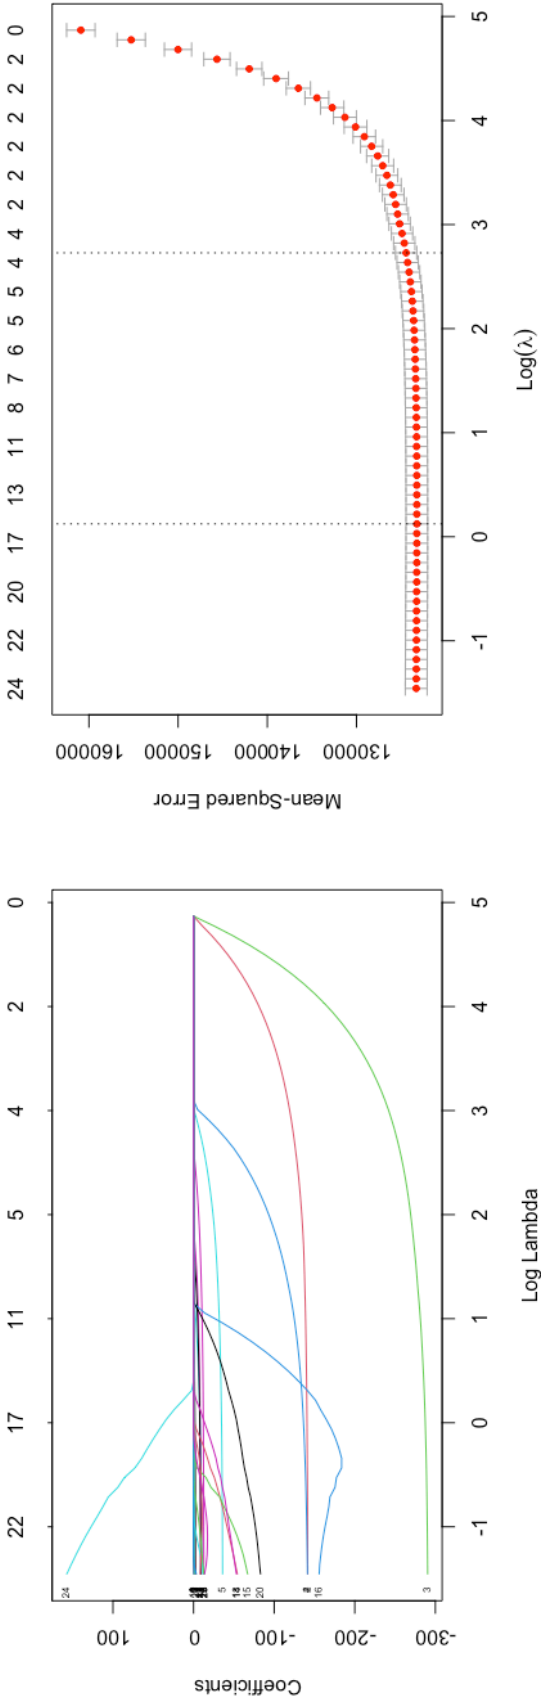 22 17 11 5 4 2 0
Coefficients
100
0
-100
-200
-300
24
5
15
20
16
3
-1 0 1 2 3 4 5
Log Lambda
24 22 20 17 13 11 8 7 6 5 5 4 4 2 2 2 2 2 2 0
Mean-Squared Error
160000
150000
140000
130000
-1 0 1 2 3 4 5
Log(λ)